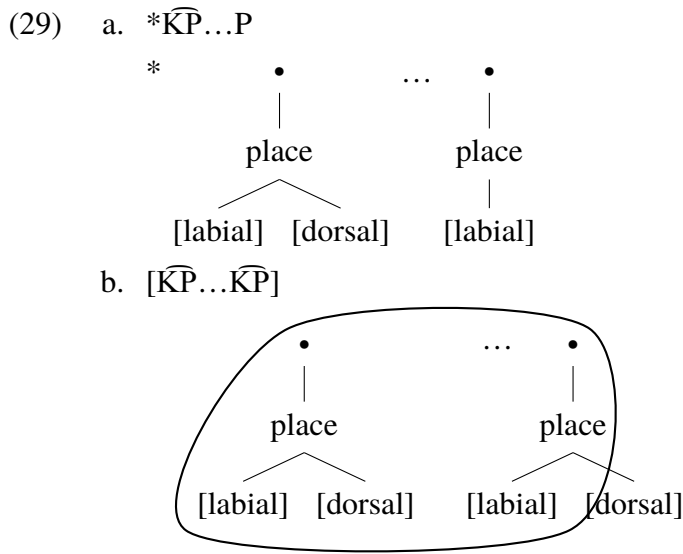 (29) a. *K͡P…P
* • … •
place place
[labial] [dorsal] [labial]
b. [K͡P…K͡P]
• … •
place place
[labial] [dorsal] [labial] [dorsal]